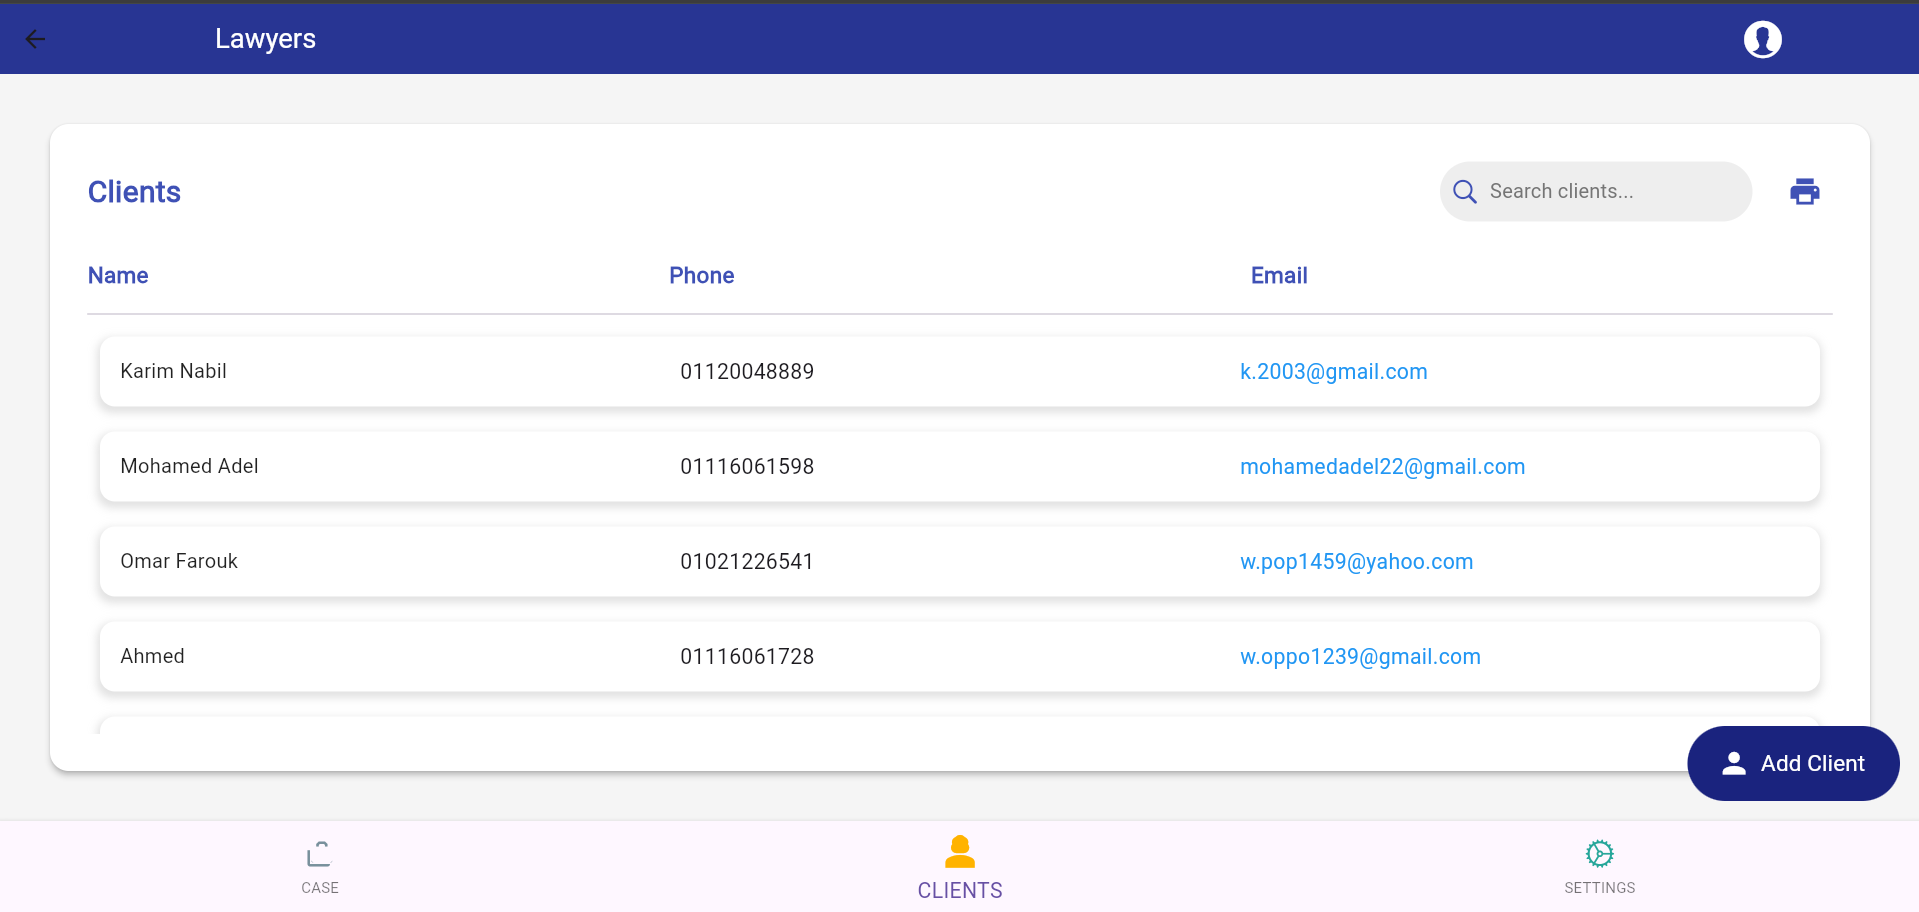 Lawyers
Clients
Search clients...
Name Phone Email
Karim Nabil 01120048889 k.2003@gmail.com
Mohamed Adel 01116061598 mohamedadel22@gmail.com
Omar Farouk 01021226541 w.pop1459@yahoo.com
Ahmed 01116061728 w.oppo1239@gmail.com
Add Client
CASE CLIENTS SETTINGS